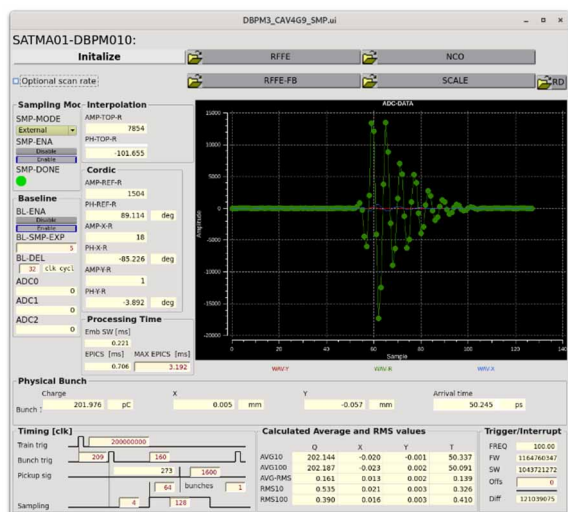 DBPM3_CAV4G9_SMP.ui
SATMA01-DBPM010:
Initalize RFFE NCO
Optional scan rate RFFE-FB SCALE RD
Sampling Moc Interpolation
SMP-MODE AMP-TOP-R
External 7854
SMP-ENA PH-TOP-R
Disable -101.655
Enable
SMP-DONE Cordic
AMP-REF-R
1504
Baseline PH-REF-R
BL-ENA 89.114 deg
Disable AMP-X-R
Enable 18
BL-SMP-EXP PH-X-R
5 -85.226 deg
BL-DEL AMP-Y-R
32 clk cycl 1
ADC0 PH-Y-R
0 -3.892 deg
ADC1
0 Processing Time
ADC2 Emb SW [ms]
0 0.221
EPICS [ms] MAX EPICS [ms]
0.706 3.192
ADC-DATA
15000
10000
5000
0
-5000
-10000
-15000
-20000
Amplitude
0 20 40 60 80 100 120 140
Sample
WAV-Y WAV-R WAV-X
Physical Bunch
Charge X Y Arrival time
Bunch 201.976 pC 0.005 mm -0.057 mm 50.245 ps
Timing [clk]
Train trig 200000000
Bunch trig 209 160
Pickup sig 273 1600
64 bunches 1
Sampling 4 128
Calculated Average and RMS values
Q X Y T
AVG10 202.144 -0.020 -0.001 50.337
AVG100 202.187 -0.023 0.002 50.091
AVG-RMS 0.161 0.013 0.002 0.139
RMS10 0.535 0.021 0.003 0.326
RMS100 0.390 0.016 0.003 0.410
Trigger/Interrupt
FREQ 100.00
FW 1164760347
SW 1043721272
Offs 0
Diff 121039075